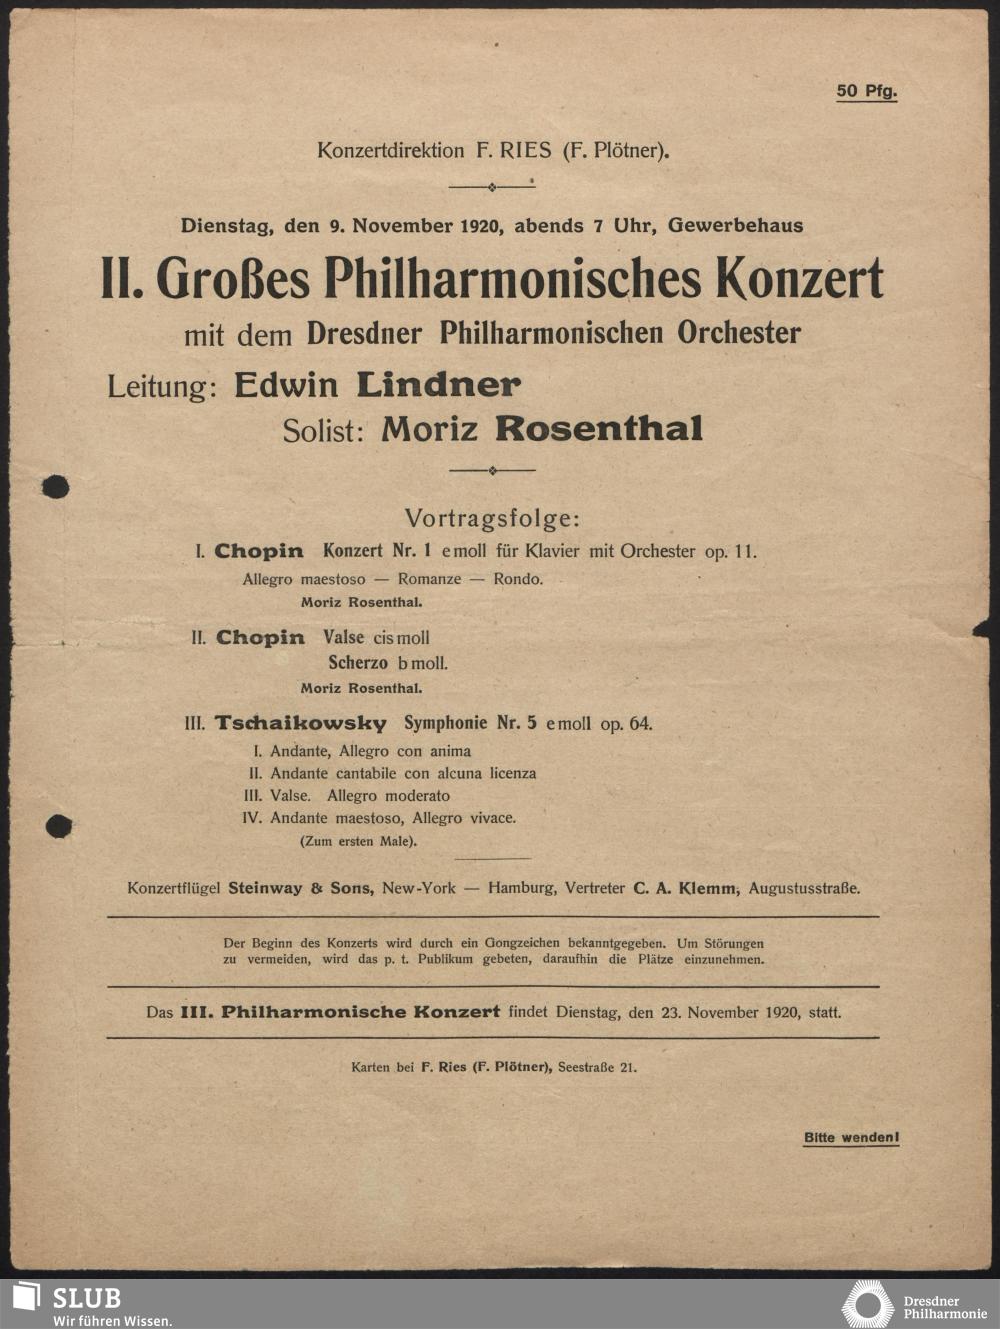 50 Pfg.
Konzertdirektion F. RIES (F. Plötner).
Dienstag, den 9. November 1920, abends 7 Uhr, Gewerbehaus
II. Großes Philharmonisches Konzert
mit dem Dresdner Philharmonischen Orchester
Leitung: Edwin Lindner
Solist: Moriz Rosenthal
Vortragsfolge:
I. Chopin Konzert Nr. 1 e moll für Klavier mit Orchester op. 11.
Allegro maestoso — Romanze — Rondo.
Moriz Rosenthal.
II. Chopin Valse cis moll
Scherzo b moll.
Moriz Rosenthal.
III. Tschaikowsky Symphonie Nr. 5 e moll op. 64.
I. Andante, Allegro con anima
II. Andante cantabile con alcuna licenza
III. Valse. Allegro moderato
IV. Andante maestoso, Allegro vivace.
(Zum ersten Male).
Konzertflügel Steinway & Sons, New-York — Hamburg, Vertreter C. A. Klemm, Augustusstraße.
Der Beginn des Konzerts wird durch ein Gongzeichen bekanntgegeben. Um Störungen
zu vermeiden, wird das p. t. Publikum gebeten, daraufhin die Plätze einzunehmen.
Das III. Philharmonische Konzert findet Dienstag, den 23. November 1920, statt.
Karten bei F. Ries (F. Plötner), Seestraße 21.
Bitte wenden!
SLUB
Wir führen Wissen.
Dresdner
Philharmonie